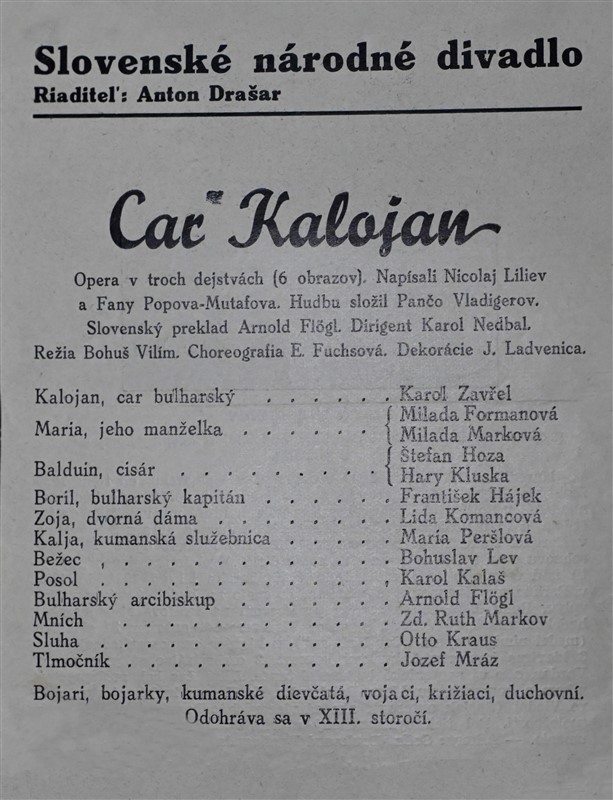 Slovenské národné divadlo
Riaditeľ: Anton Drašar
Car Kalojan
Opera v troch dejstvách (6 obrazov). Napísali Nicolaj Liliev
a Fany Popova-Mutafova. Hudbu složil Pančo Vladigerov.
Slovenský preklad Arnold Flögl. Dirigent Karol Nedbal.
Režia Bohuš Vilím. Choreografia E. Fuchsová. Dekorácie J. Ladvenica.
Kalojan, car bulharský . . . . . . Karol Zavřel
Maria, jeho manželka . . . . . . { Milada Formanová
Milada Marková
Balduin, cisár . . . . . . . . . { Štefan Hoza
Hary Kluska
Boril, bulharský kapitán . . . . . . František Hájek
Zoja, dvorná dáma . . . . . . . . Lida Komancová
Kalja, kumanská služebnica . . . . . Maria Peršlová
Bežec , . . . . . . . . . . . Bohuslav Lev
Posol . . . . . . . . . . . , Karol Kalaš
Bulharský arcibiskup . . . . . . . Arnold Flögl
Mních . . . . . . . . . . . Zd. Ruth Markov
Sluha . . . . . . . . . . . . Otto Kraus
Tlmočník . . . . . . . . . . . Jozef Mráz
Bojari, bojarky, kumanské dievčatá, vojaci, križiaci, duchovní.
Odohráva sa v XIII. storočí.